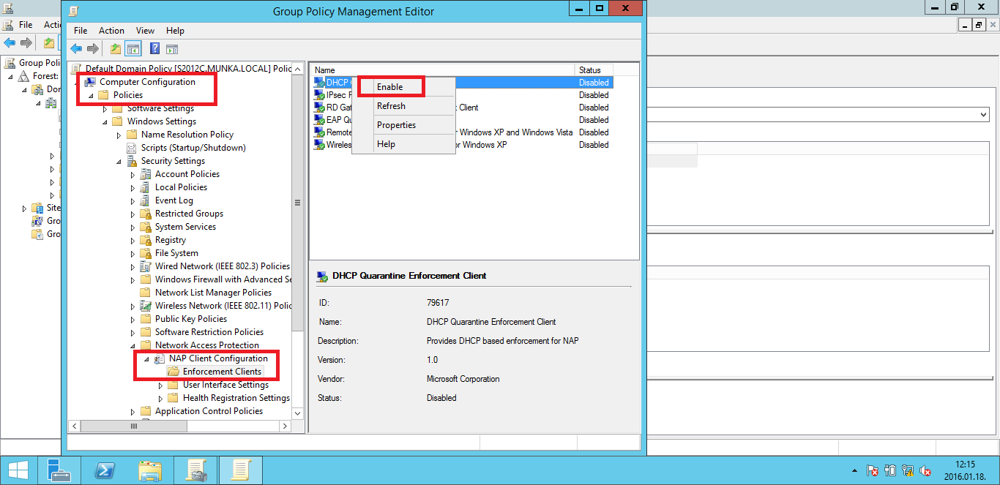 Group Policy Management Editor
File Acti
File Action View Help
Group Poli
Forest:
Dor
Site
Gro
Gro
Default Domain Policy [S2012C.MUNKA.LOCAL] Polic
Computer Configuration
Policies
Software Settings
Windows Settings
Name Resolution Policy
Scripts (Startup/Shutdown)
Security Settings
Account Policies
Local Policies
Event Log
Restricted Groups
System Services
Registry
File System
Wired Network (IEEE 802.3) Policies
Windows Firewall with Advanced Se
Network List Manager Policies
Wireless Network (IEEE 802.11) Polic
Public Key Policies
Software Restriction Policies
Network Access Protection
NAP Client Configuration
Enforcement Clients
User Interface Settings
Health Registration Settings
Application Control Policies
Name Status
DHCP Disabled
IPsec Disabled
RD Gat t Client Disabled
EAP Qu Disabled
Remote r Windows XP and Windows Vista Disabled
Wireles or Windows XP Disabled
Enable
Refresh
Properties
Help
DHCP Quarantine Enforcement Client
ID: 79617
Name: DHCP Quarantine Enforcement Client
Description: Provides DHCP based enforcement for NAP
Version: 1.0
Vendor: Microsoft Corporation
Status: Disabled
12:15
2016.01.18.